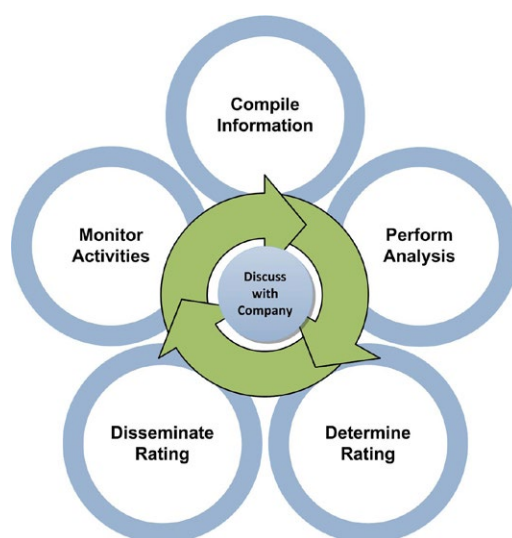 Compile
Information
Perform
Analysis
Determine
Rating
Disseminate
Rating
Monitor
Activities
Discuss
with
Company